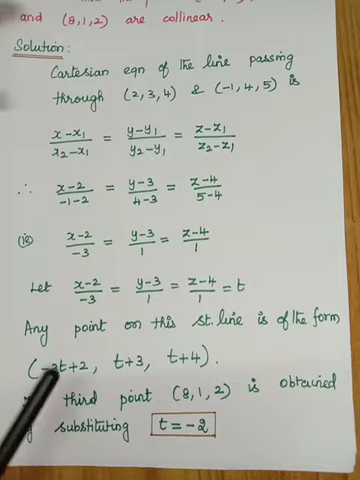 and (8,1,2) are collinear.
Solution:
Cartesian eqn of the line passing
through (2,3,4) & (-1,4,5) is
x-x₁/x₂-x₁ = y-y₁/y₂-y₁ = z-z₁/z₂-z₁
∴ x-2/-1-2 = y-3/4-3 = z-4/5-4
(ie) x-2/-3 = y-3/1 = z-4/1
Let x-2/-3 = y-3/1 = z-4/1 = t
Any point on this st. line is of the form
(-3t+2, t+3, t+4).
third point (8,1,2) is obtained
substituting t = -2